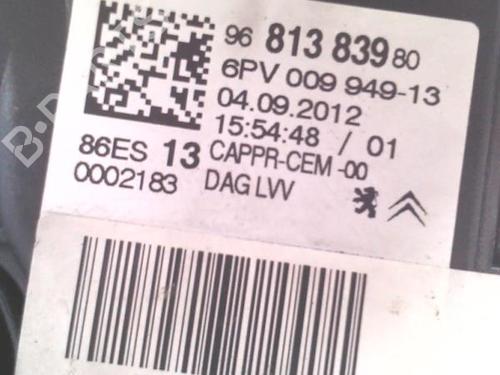 96 813 839 80
6PV 009 949-13
04.09.2012
15:54:48 / 01
86ES 13 CAPPR-CEM -00
0002183 DAG LVV
B-PARTS